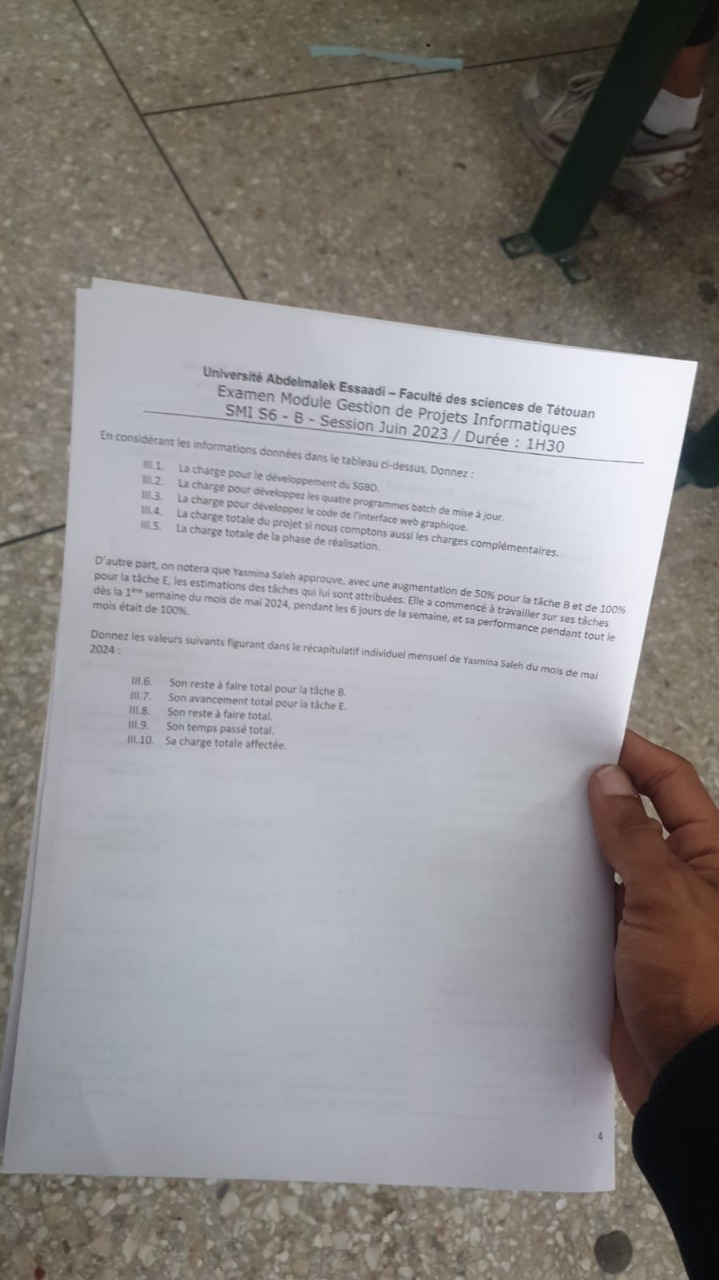 Université Abdelmalek Essaadi – Faculté des sciences de Tétouan
Examen Module Gestion de Projets Informatiques
SMI S6 - B - Session Juin 2023 / Durée : 1H30
En considérant les informations données dans le tableau ci-dessus, Donnez :
III.1. La charge pour le développement du SGBD.
III.2. La charge pour développez les quatre programmes batch de mise à jour.
III.3. La charge pour développez le code de l'interface web graphique.
III.4. La charge totale du projet si nous comptons aussi les charges complémentaires.
III.5. La charge totale de la phase de réalisation.
D'autre part, on notera que Yasmina Saleh approuve, avec une augmentation de 50% pour la tâche B et de 100%
pour la tâche E, les estimations des tâches qui lui sont attribuées. Elle a commencé à travailler sur ses tâches
dès la 1ère semaine du mois de mai 2024, pendant les 6 jours de la semaine, et sa performance pendant tout le
mois était de 100%.
Donnez les valeurs suivants figurant dans le récapitulatif individuel mensuel de Yasmina Saleh du mois de mai
2024 :
III.6. Son reste à faire total pour la tâche B.
III.7. Son avancement total pour la tâche E.
III.8. Son reste à faire total.
III.9. Son temps passé total.
III.10. Sa charge totale affectée.
4